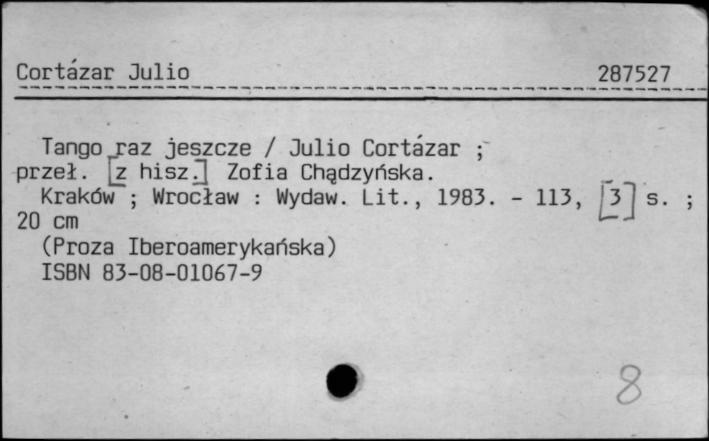 Cortázar Julio 287527
Tango raz jeszcze / Julio Cortázar ;
przeł. [z hisz.] Zofia Chądzyńska.
Kraków ; Wrocław : Wydaw. Lit., 1983. - 113, [3] s. ;
20 cm
(Proza Iberoamerykańska)
ISBN 83-08-01067-9
8